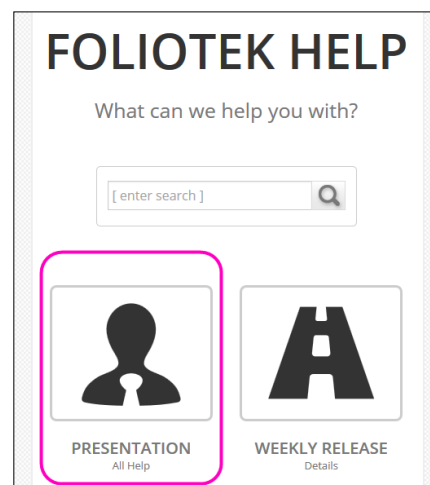 FOLIOTEK HELP
What can we help you with?
[ enter search ]
PRESENTATION
All Help
WEEKLY RELEASE
Details